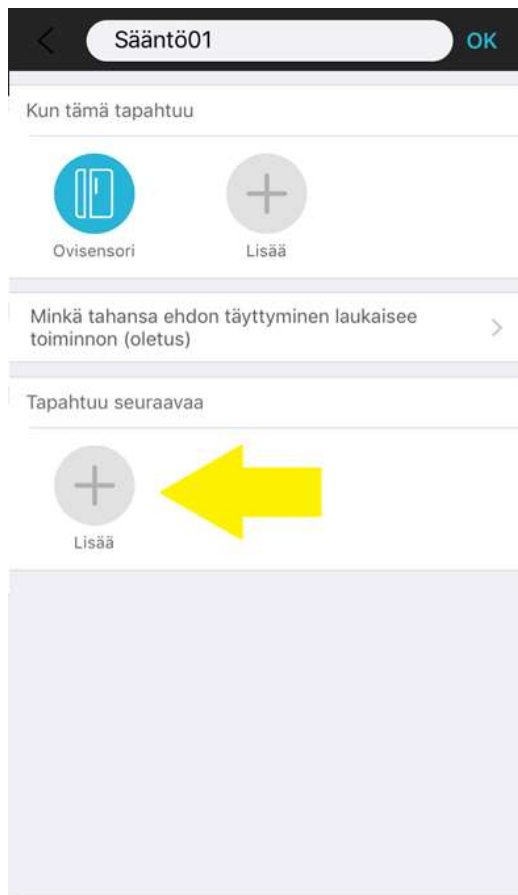 Sääntö01
OK
Kun tämä tapahtuu
Ovisensori
Lisää
Minkä tahansa ehdon täyttyminen laukaisee
toiminnon (oletus)
Tapahtuu seuraavaa
Lisää